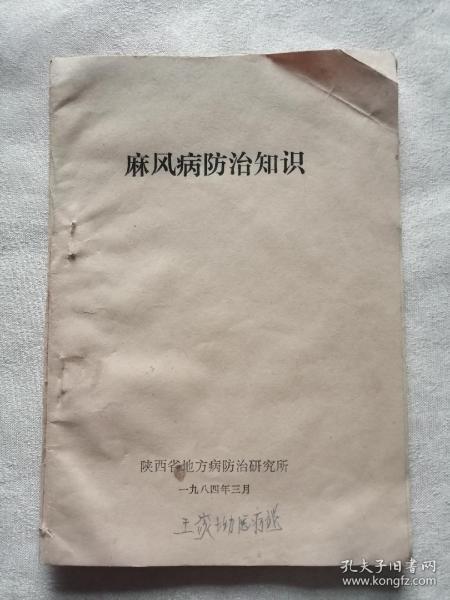 麻风病防治知识
陕西省地方病防治研究所
一九八四年三月
孔夫子旧书网
www.kongfz.com